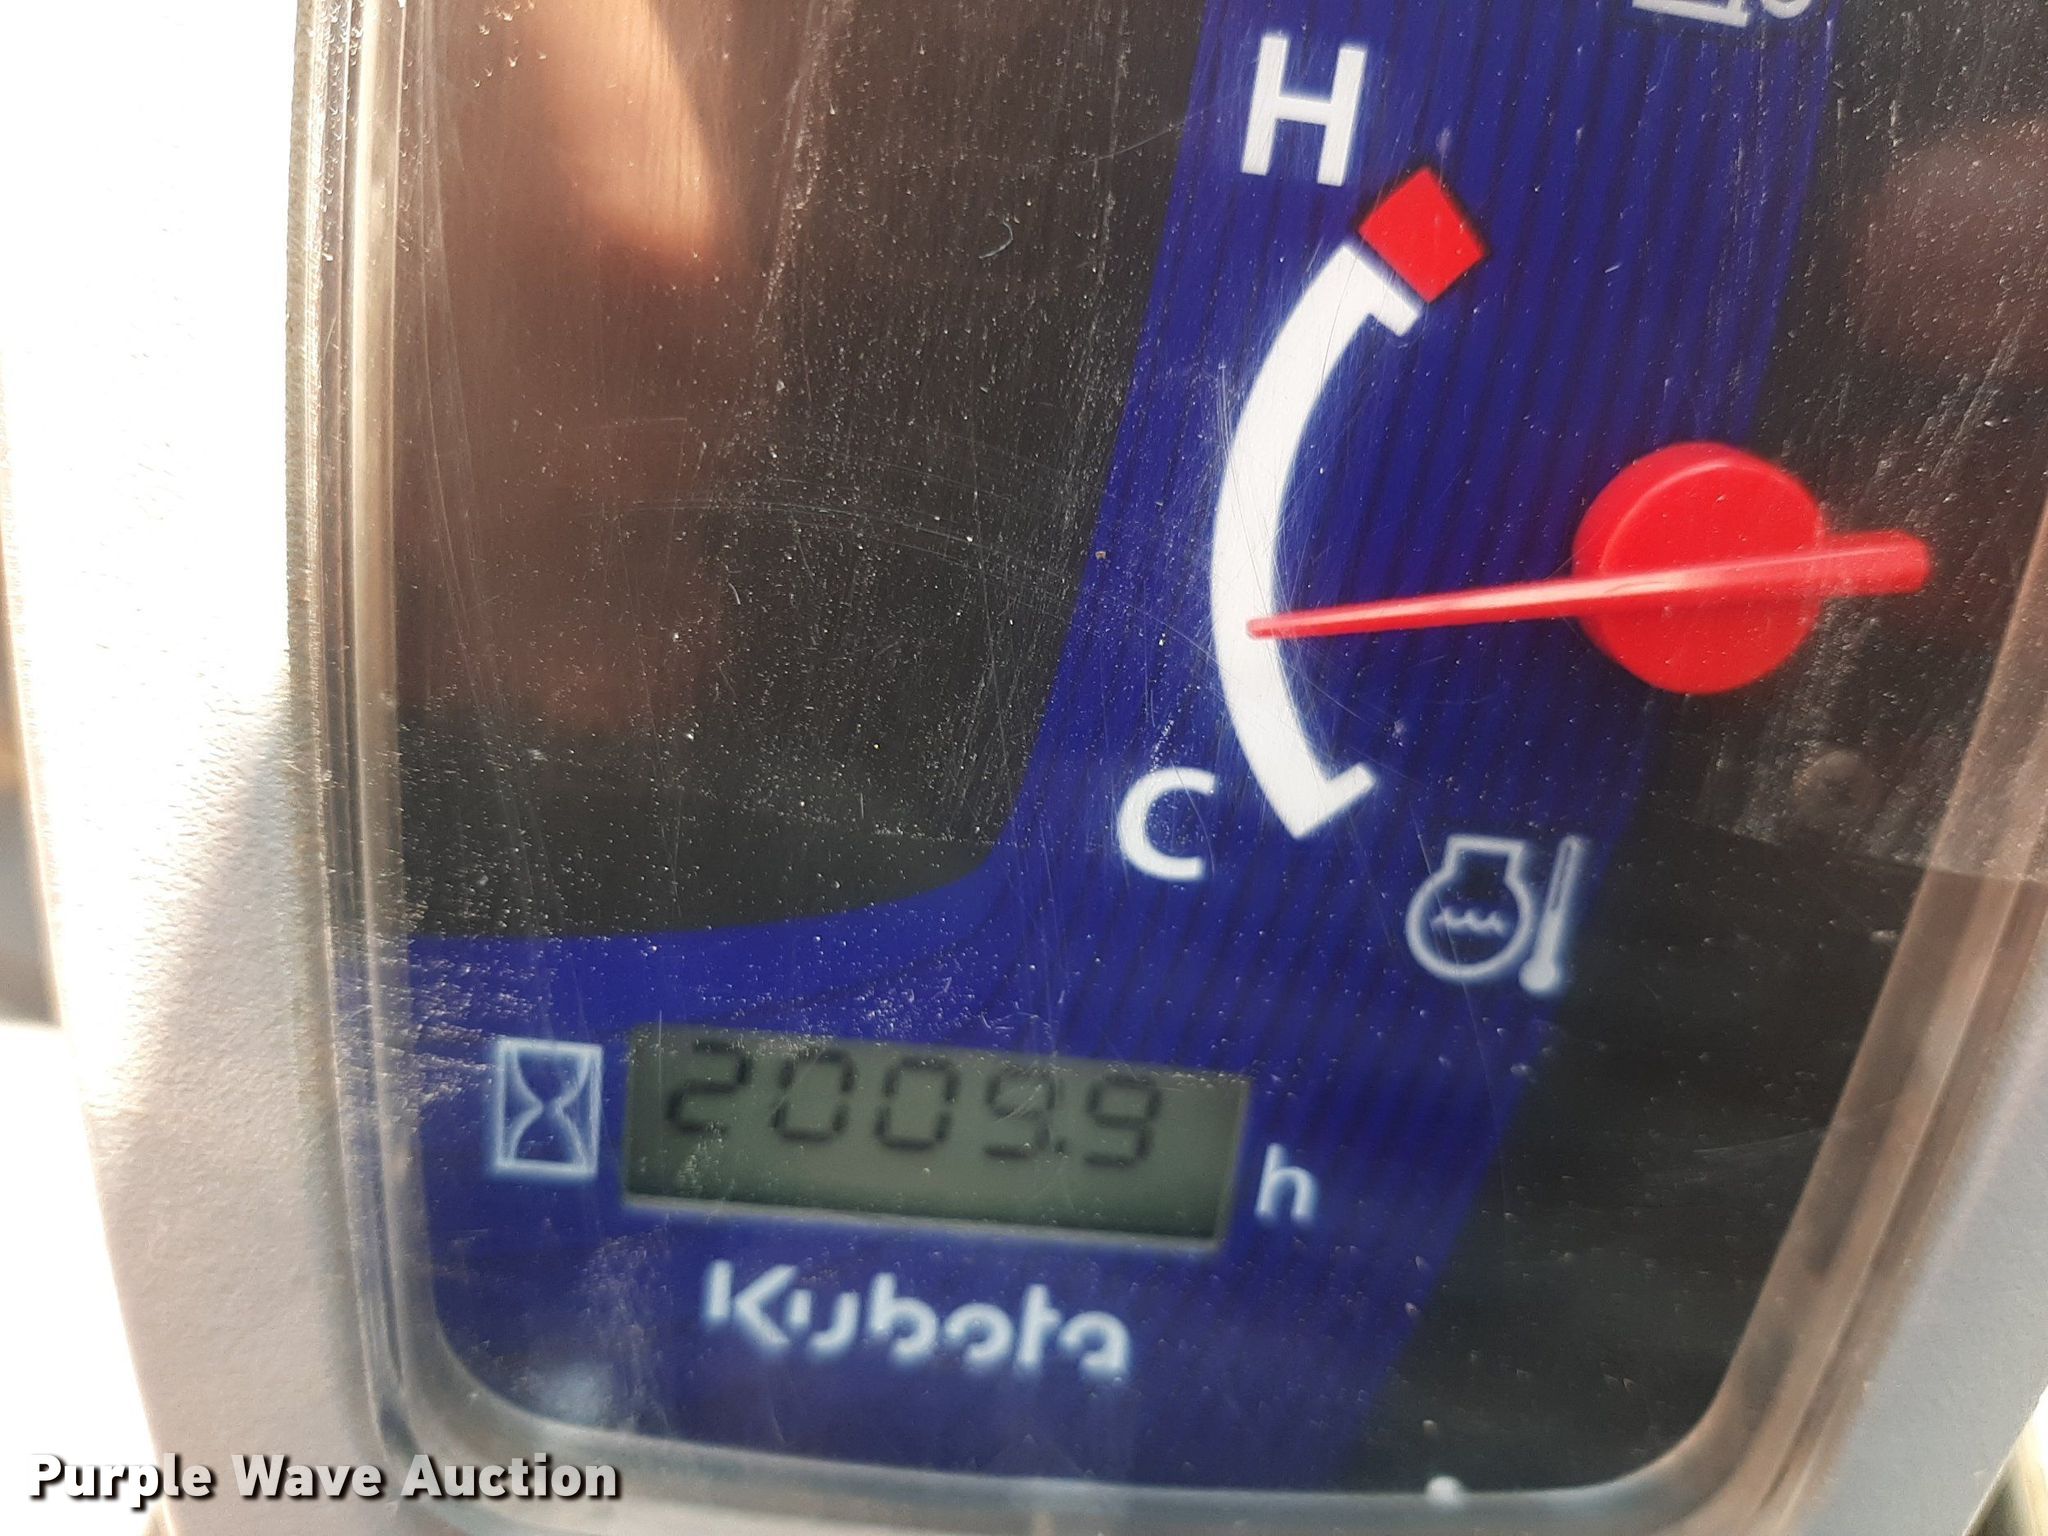 H
C
2009.9 h
Kubota
Purple Wave Auction